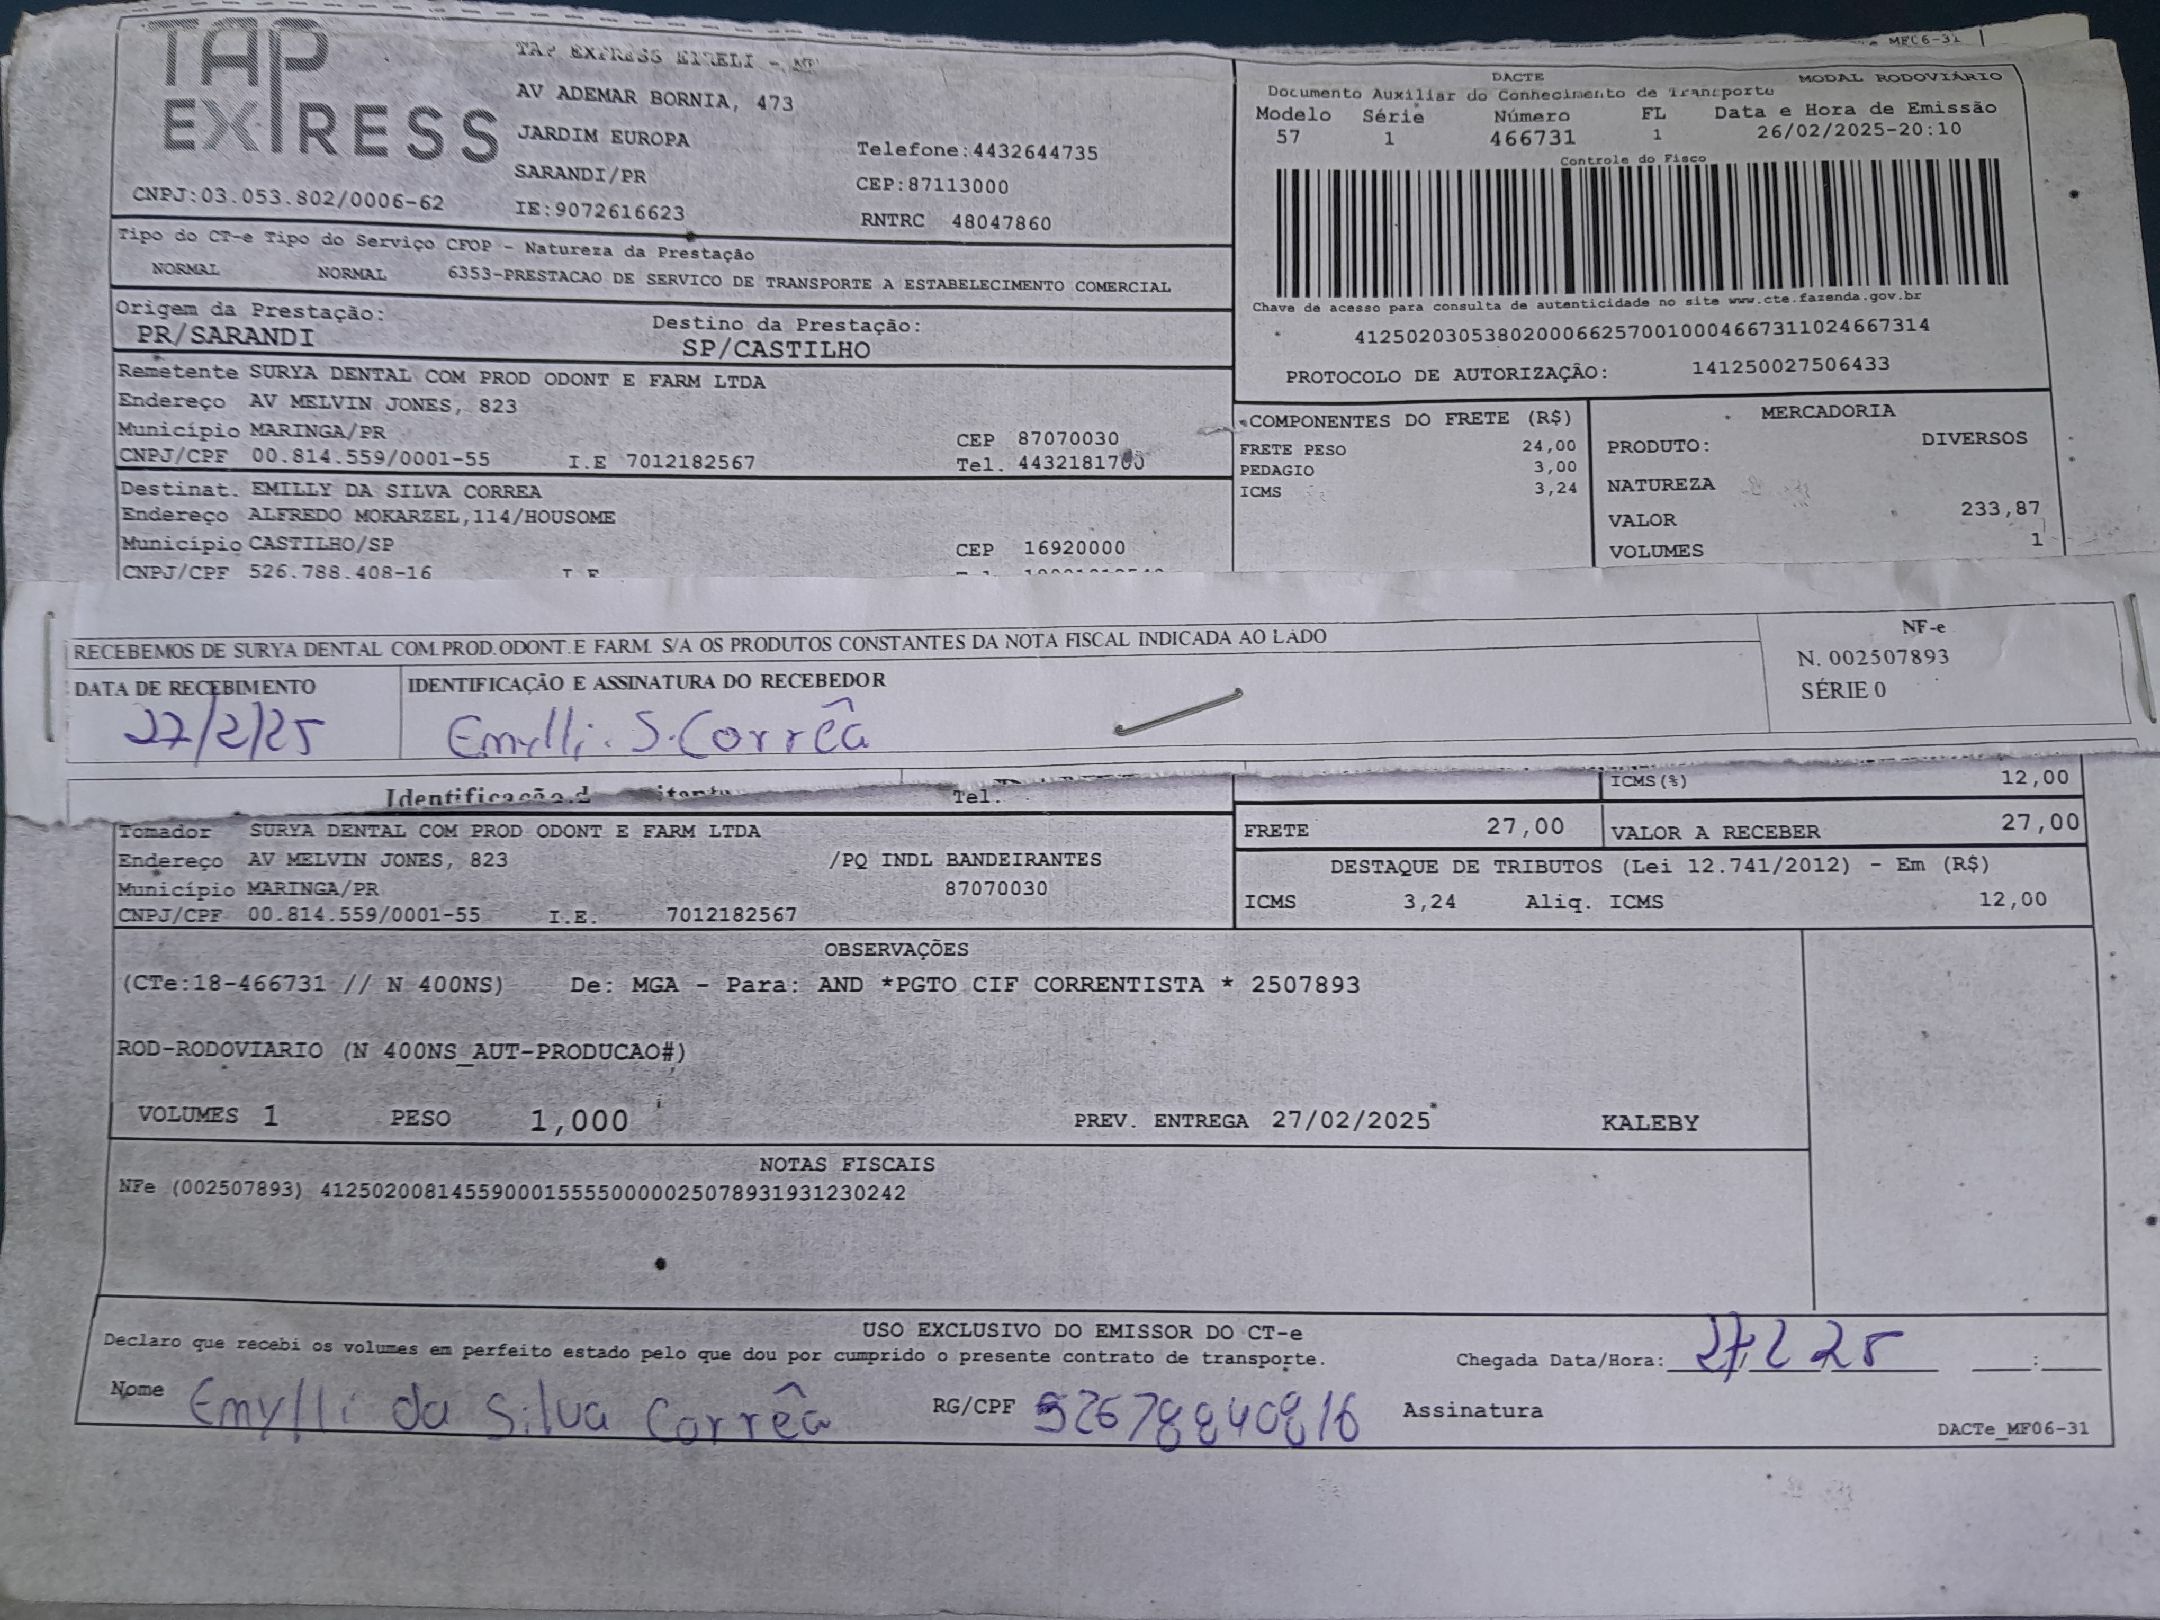 TAP EXPRESS
TAP EXPRESS EIRELI - ME
AV ADEMAR BORNIA, 473
JARDIM EUROPA
SARANDI/PR
Telefone:4432644735
CEP:87113000
CNPJ:03.053.802/0006-62
IE:9072616623
RNTRC 48047860
MF06-31
DACTE
MODAL RODOVIÁRIO
Documento Auxiliar do Conhecimento de Transporte
Modelo Série Número FL Data e Hora de Emissão
57 1 466731 1 26/02/2025-20:10
Controle do Fisco
Chave de acesso para consulta de autenticidade no site www.cte.fazenda.gov.br
41250203053802000662570010004667311024667314
PROTOCOLO DE AUTORIZAÇÃO: 141250027506433
Tipo do CT-e Tipo do Serviço CFOP - Natureza da Prestação
NORMAL NORMAL 6353-PRESTACAO DE SERVICO DE TRANSPORTE A ESTABELECIMENTO COMERCIAL
Origem da Prestação: Destino da Prestação:
PR/SARANDI SP/CASTILHO
Remetente SURYA DENTAL COM PROD ODONT E FARM LTDA
Endereço AV MELVIN JONES, 823
Município MARINGA/PR CEP 87070030
CNPJ/CPF 00.814.559/0001-55 I.E 7012182567 Tel.
Destinat. EMILLY DA SILVA CORREA
Endereço ALFREDO MOKARZEL,114/HOUSOME
Município CASTILHO/SP CEP 16920000
CNPJ/CPF 526.788.408-16
COMPONENTES DO FRETE (R$)
FRETE PESO 24,00
PEDAGIO 3,00
ICMS 3,24
MERCADORIA
PRODUTO: DIVERSOS
NATUREZA
VALOR 233,87
VOLUMES 1
RECEBEMOS DE SURYA DENTAL COM.PROD.ODONT.E FARM. S/A OS PRODUTOS CONSTANTES DA NOTA FISCAL INDICADA AO LADO
DATA DE RECEBIMENTO
27/2/25
IDENTIFICAÇÃO E ASSINATURA DO RECEBEDOR
Emylli. S. Corrêa
NF-e
N. 002507893
SÉRIE 0
Tel.
ICMS(%) 12,00
Tomador SURYA DENTAL COM PROD ODONT E FARM LTDA
Endereço AV MELVIN JONES, 823 /PQ INDL BANDEIRANTES
Município MARINGA/PR 87070030
CNPJ/CPF 00.814.559/0001-55 I.E. 7012182567
FRETE 27,00 VALOR A RECEBER 27,00
DESTAQUE DE TRIBUTOS (Lei 12.741/2012) - Em (R$)
ICMS 3,24 Aliq. ICMS 12,00
OBSERVAÇÕES
(CTe:18-466731 // N 400NS) De: MGA - Para: AND *PGTO CIF CORRENTISTA * 2507893
ROD-RODOVIARIO (N 400NS_AUT-PRODUCAO#)
VOLUMES 1 PESO 1,000 PREV. ENTREGA 27/02/2025 KALEBY
NOTAS FISCAIS
NFe (002507893) 41250200814559000155550000025078931931230242
USO EXCLUSIVO DO EMISSOR DO CT-e
Declaro que recebi os volumes em perfeito estado pelo que dou por cumprido o presente contrato de transporte.
Chegada Data/Hora: 27/2 25 :
Nome Emylli da Silva Corrêa RG/CPF 52678840816 Assinatura
DACTe_MF06-31